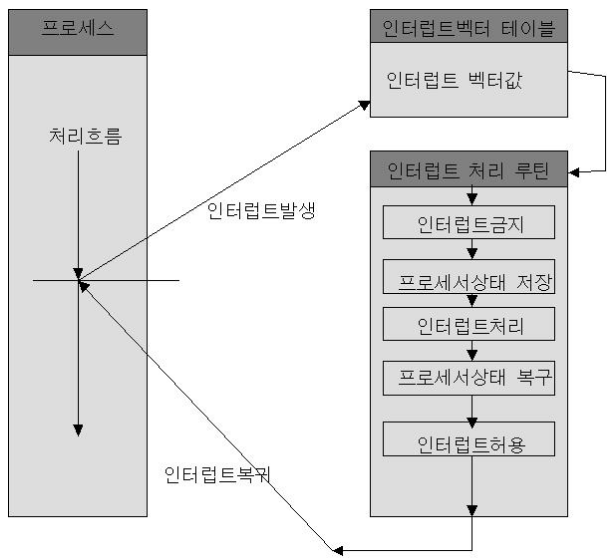 프로세스
처리흐름
인터럽트발생
인터럽트복귀
인터럽트벡터 테이블
인터럽트 벡터값
인터럽트 처리 루틴
인터럽트금지
프로세서상태 저장
인터럽트처리
프로세서상태 복구
인터럽트허용